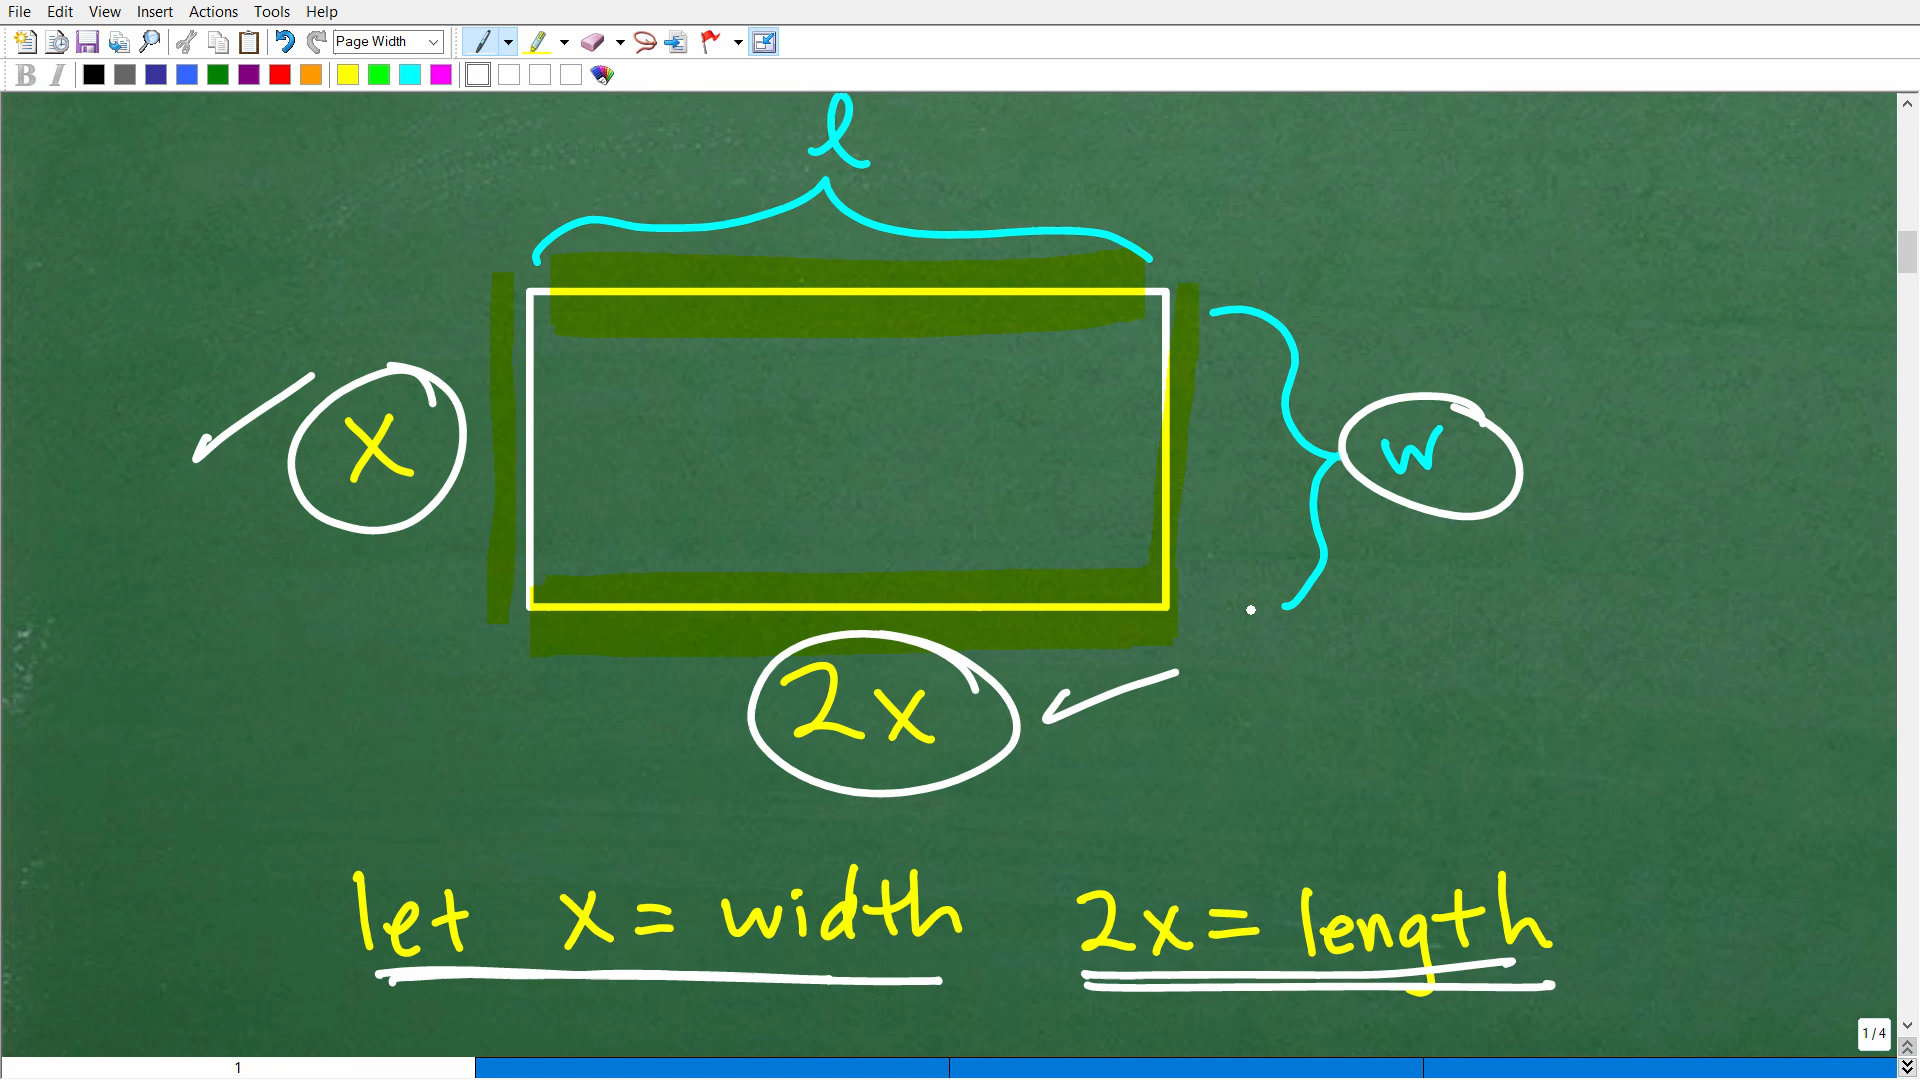 File Edit View Insert Actions Tools Help
Page Width
B I
l
x
w
2x
let x = width 2x = length
1 / 4
1